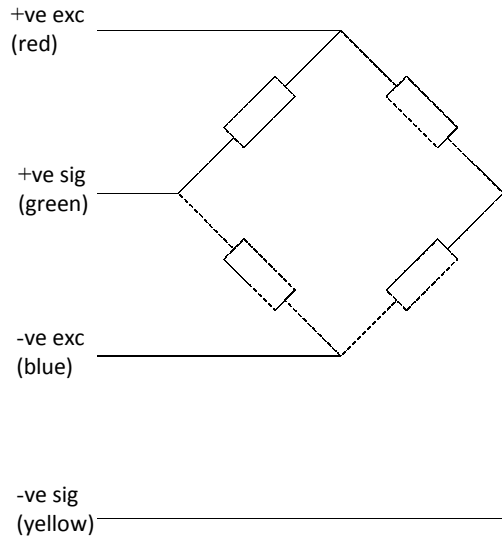 +ve exc
(red)
+ve sig
(green)
-ve exc
(blue)
-ve sig
(yellow)